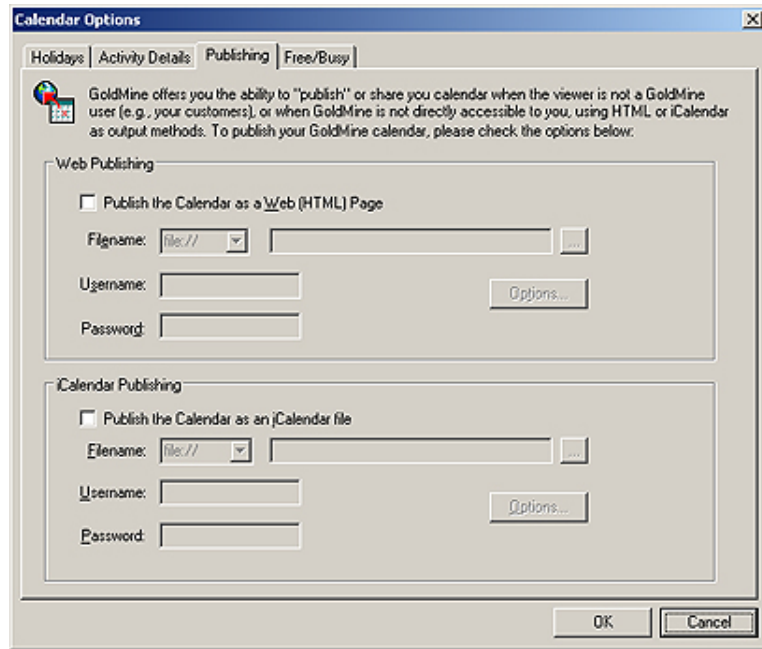 Calendar Options
Holidays Activity Details Publishing Free/Busy
GoldMine offers you the ability to "publish" or share you calendar when the viewer is not a GoldMine
user (e.g., your customers), or when GoldMine is not directly accessible to you, using HTML or iCalendar
as output methods. To publish your GoldMine calendar, please check the options below:
Web Publishing
Publish the Calendar as a Web (HTML) Page
Filename: file:// ...
Username:
Options...
Password:
iCalendar Publishing
Publish the Calendar as an iCalendar file
Filename: file:// ...
Username:
Options...
Password:
OK Cancel